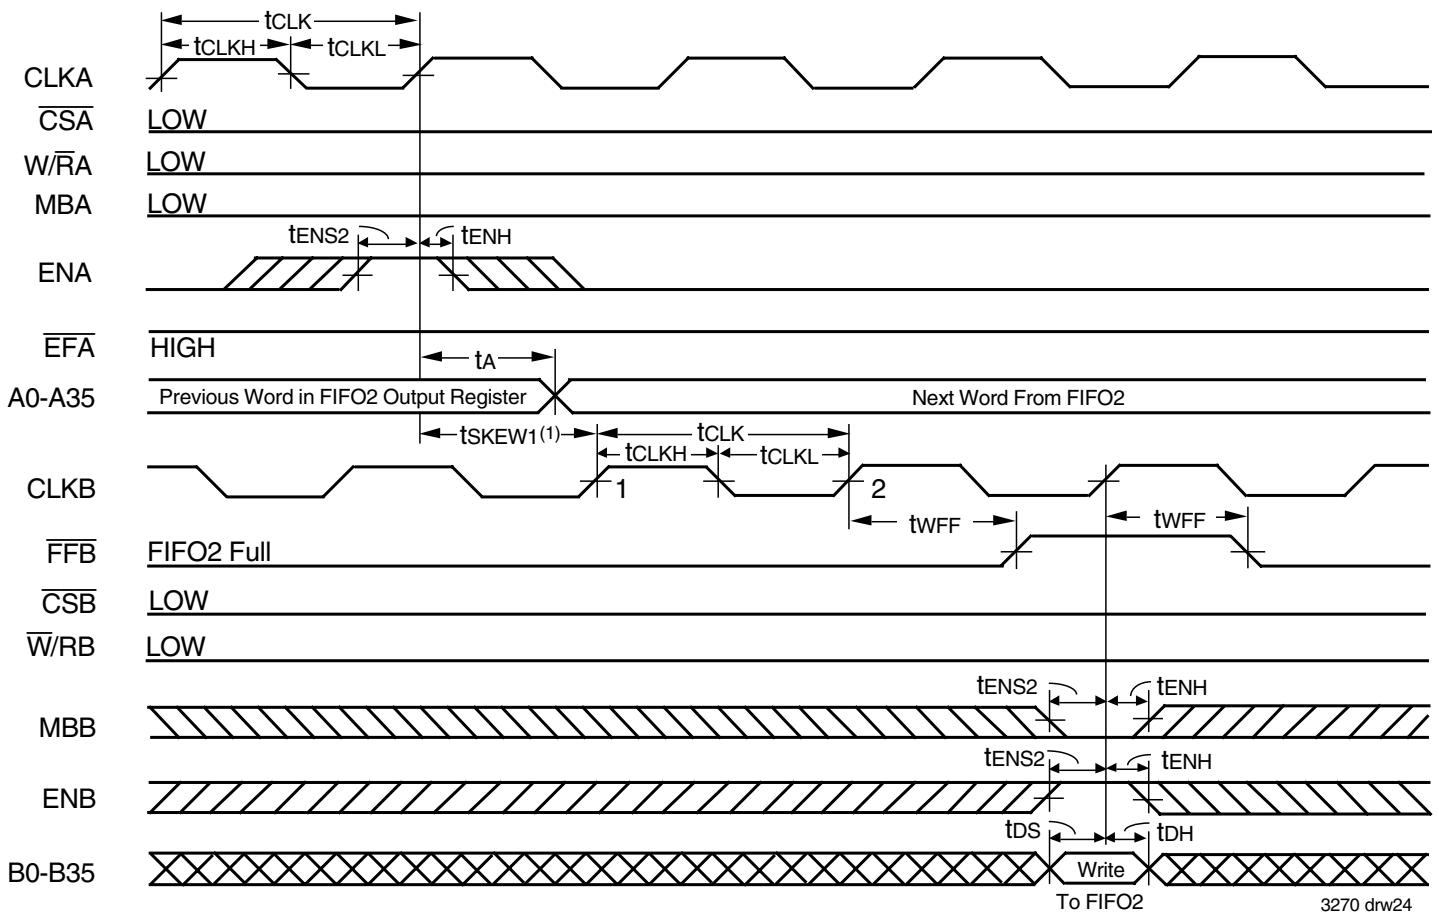 tCLK
tCLKH tCLKL
CLKA
CSA LOW
W/RA LOW
MBA LOW
tENS2 tENH
ENA
EFA HIGH
tA
A0-A35 Previous Word in FIFO2 Output Register Next Word From FIFO2
tSKEW1(1) tCLK
tCLKH tCLKL
CLKB 1 2
tWFF tWFF
FFB FIFO2 Full
CSB LOW
W/RB LOW
tENS2 tENH
MBB
tENS2 tENH
ENB
tDS tDH
B0-B35 Write
To FIFO2
3270 drw24